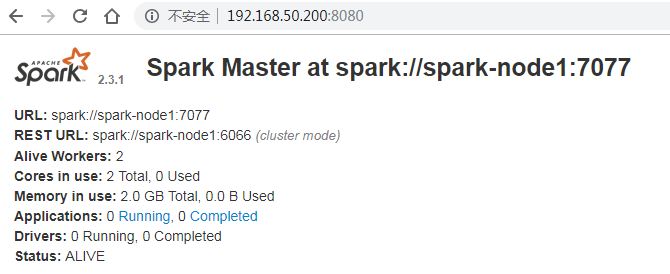 不安全 | 192.168.50.200:8080
APACHE
Spark 2.3.1 Spark Master at spark://spark-node1:7077
URL: spark://spark-node1:7077
REST URL: spark://spark-node1:6066 (cluster mode)
Alive Workers: 2
Cores in use: 2 Total, 0 Used
Memory in use: 2.0 GB Total, 0.0 B Used
Applications: 0 Running, 0 Completed
Drivers: 0 Running, 0 Completed
Status: ALIVE